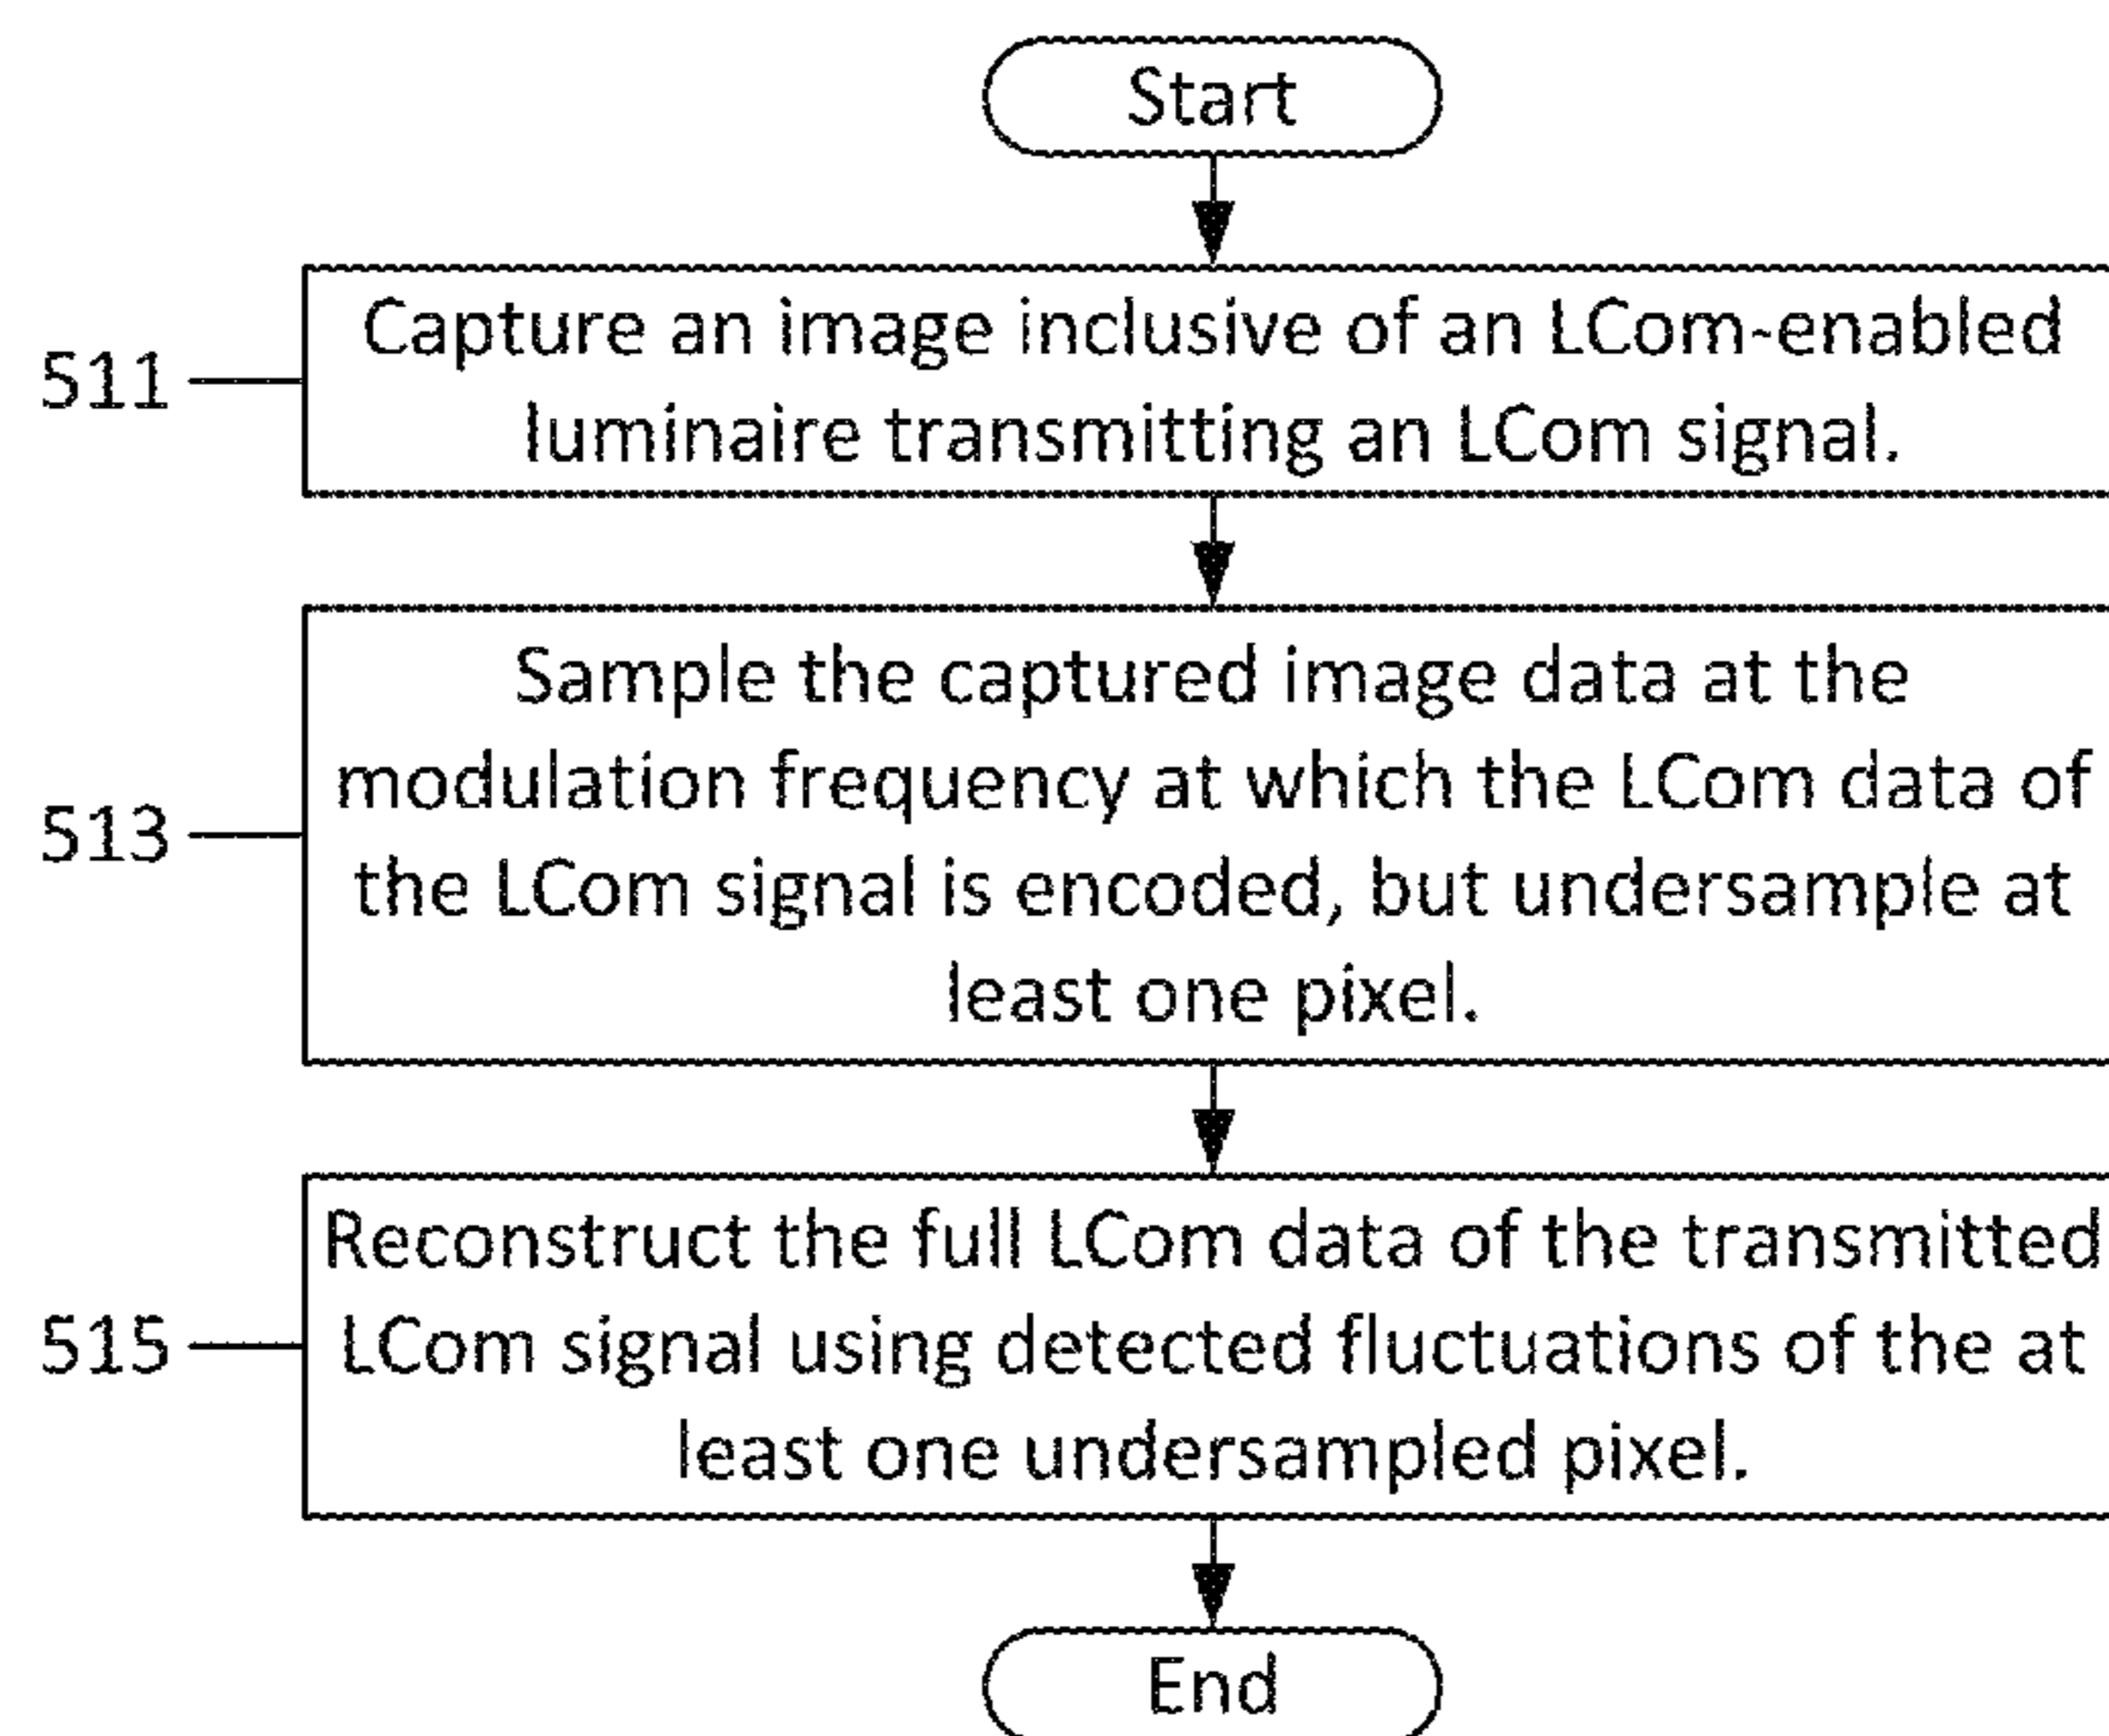 Start
511
Capture an image inclusive of an LCom-enabled
luminaire transmitting an LCom signal.
513
Sample the captured image data at the
modulation frequency at which the LCom data of
the LCom signal is encoded, but undersample at
least one pixel.
515
Reconstruct the full LCom data of the transmitted
LCom signal using detected fluctuations of the at
least one undersampled pixel.
End